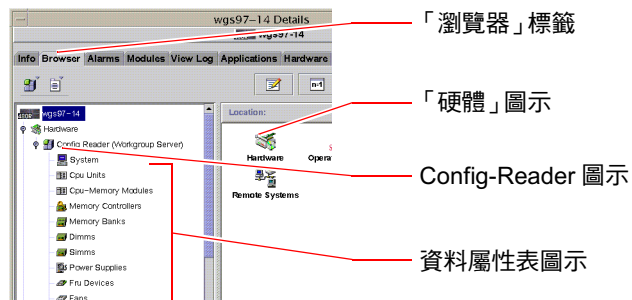 wgs97-14 Details
wgs97-14
Info Browser Alarms Modules View Log Applications Hardware
wgs97-14
Location:
Hardware
Config Reader (Workgroup Server)
System
Cpu Units
Cpu-Memory Modules
Memory Controllers
Memory Banks
Dimms
Simms
Power Supplies
Fru Devices
Fans
Hardware
Opera
Remote Systems
「瀏覽器」標籤
「硬體」圖示
Config-Reader 圖示
資料屬性表圖示